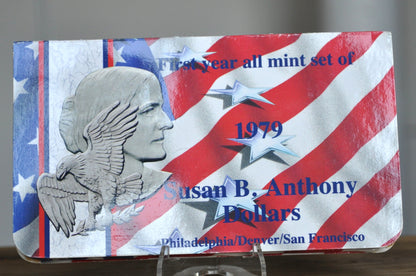 First year all mint set of
1979
Susan B. Anthony
Dollars
Philadelphia/Denver/San Francisco